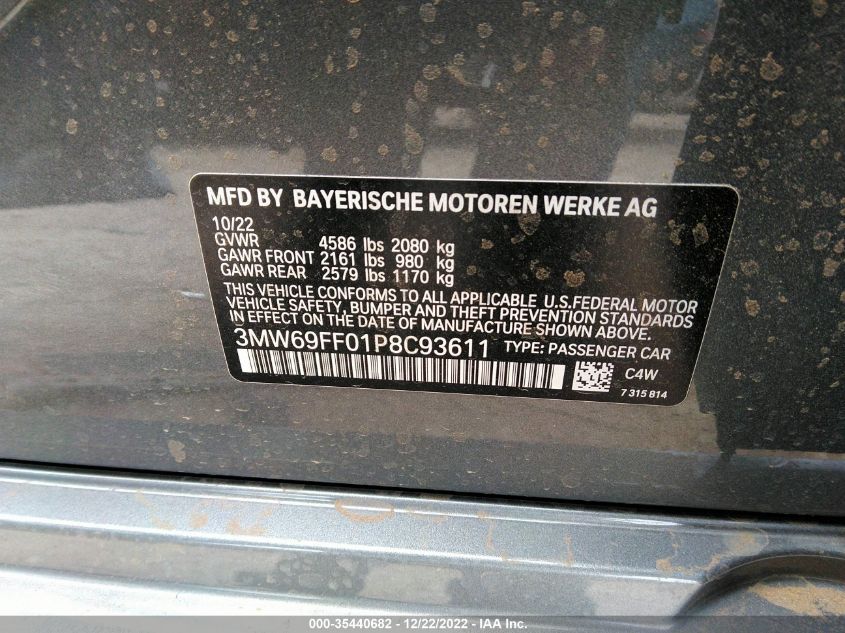 MFD BY BAYERISCHE MOTOREN WERKE AG
10/22
GVWR 4586 lbs 2080 kg
GAWR FRONT 2161 lbs 980 kg
GAWR REAR 2579 lbs 1170 kg
THIS VEHICLE CONFORMS TO ALL APPLICABLE U.S.FEDERAL MOTOR
VEHICLE SAFETY, BUMPER AND THEFT PREVENTION STANDARDS
IN EFFECT ON THE DATE OF MANUFACTURE SHOWN ABOVE.
3MW69FF01P8C93611 TYPE: PASSENGER CAR
C4W
7 315 814
000-35440682 - 12/22/2022 - IAA Inc.